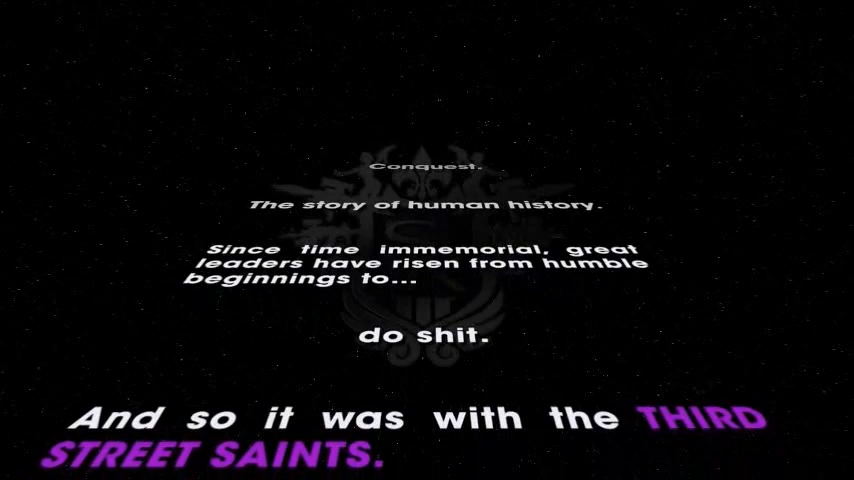 Conquest.
The story of human history.
Since time immemorial, great
leaders have risen from humble
beginnings to...
do shit.
And so it was with the THIRD
STREET SAINTS.